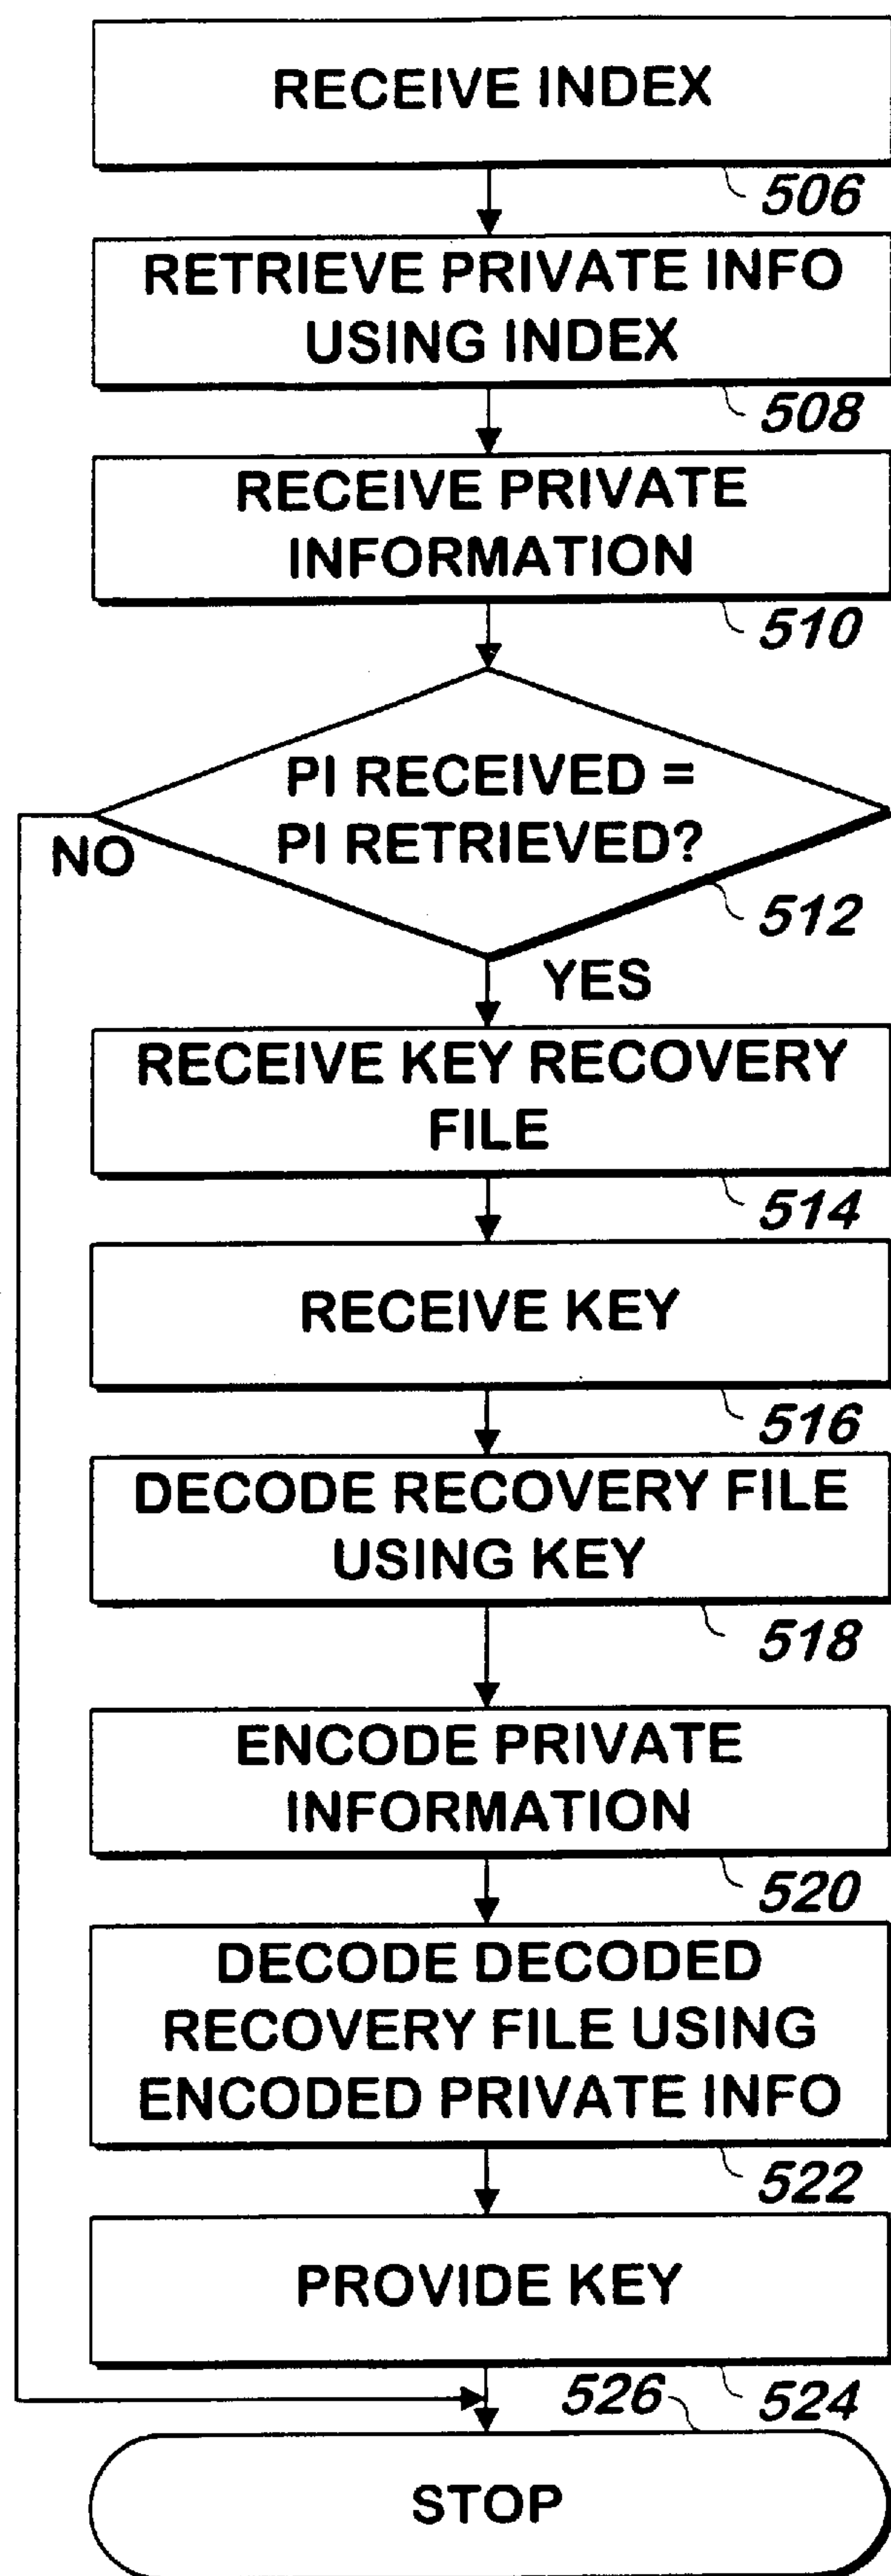 RECEIVE INDEX
506
RETRIEVE PRIVATE INFO
USING INDEX
508
RECEIVE PRIVATE
INFORMATION
510
PI RECEIVED =
PI RETRIEVED?
NO
512
YES
RECEIVE KEY RECOVERY
FILE
514
RECEIVE KEY
516
DECODE RECOVERY FILE
USING KEY
518
ENCODE PRIVATE
INFORMATION
520
DECODE DECODED
RECOVERY FILE USING
ENCODED PRIVATE INFO
522
PROVIDE KEY
524
526
STOP